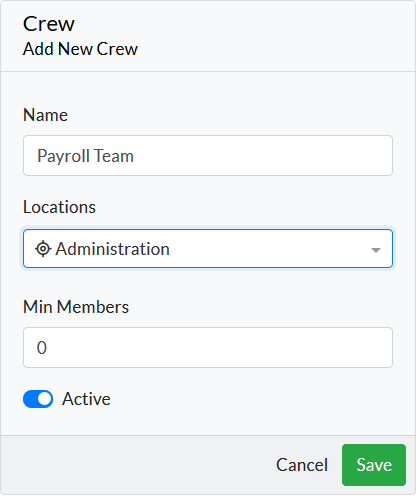 Crew
Add New Crew
Name
Payroll Team
Locations
Administration
Min Members
0
Active
Cancel
Save